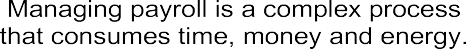 Managing payroll is a complex process
that consumes time, money and energy.